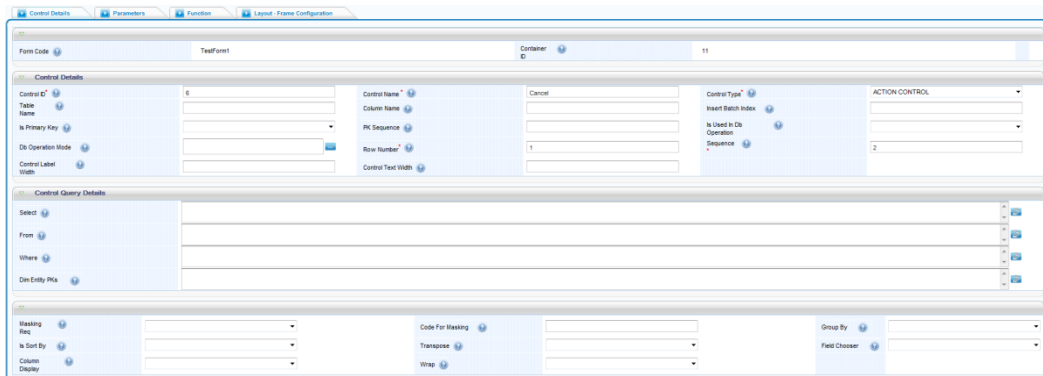 Control Details Parameters Function Layout - Frame Configuration
Form Code TestForm1 Container ID 11
Control Details
Control ID* 6 Control Name* Cancel Control Type* ACTION CONTROL
Table Name Column Name Insert Batch Index
Is Primary Key PK Sequence Is Used In Db Operation
Db Operation Mode Row Number* 1 Sequence * 2
Control Label Width Control Text Width
Control Query Details
Select
From
Where
Dim Entity PKs
Masking Req Code For Masking Group By
Is Sort By Transpose Field Chooser
Column Display Wrap